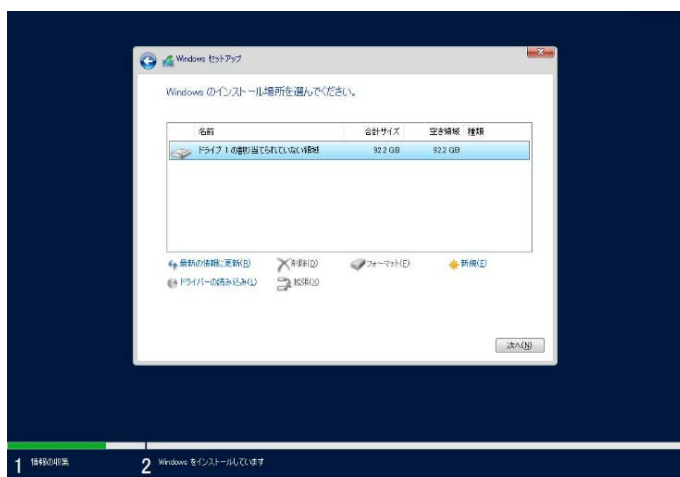 Windows セットアップ
Windows のインストール場所を選んでください。
名前 合計サイズ 空き領域 種類
ドライブ 1 の割り当てられていない領域 92.2 GB 92.2 GB
最新の情報に更新(R) 削除(D) フォーマット(F) 新規(E)
ドライバーの読み込み(L) 拡張(X)
次へ(N)
1 情報の収集 2 Windows をインストールしています